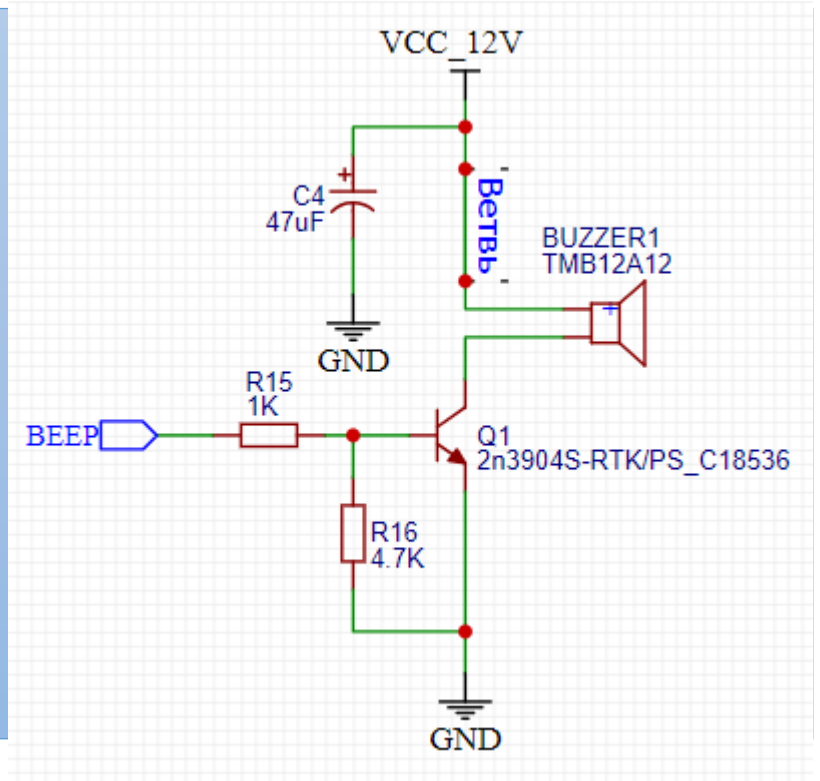 VCC_12V
+
C4
47uF
Ветвь
-
-
BUZZER1
TMB12A12
+
GND
R15
1K
BEEP
Q1
2n3904S-RTK/PS_C18536
R16
4.7K
GND